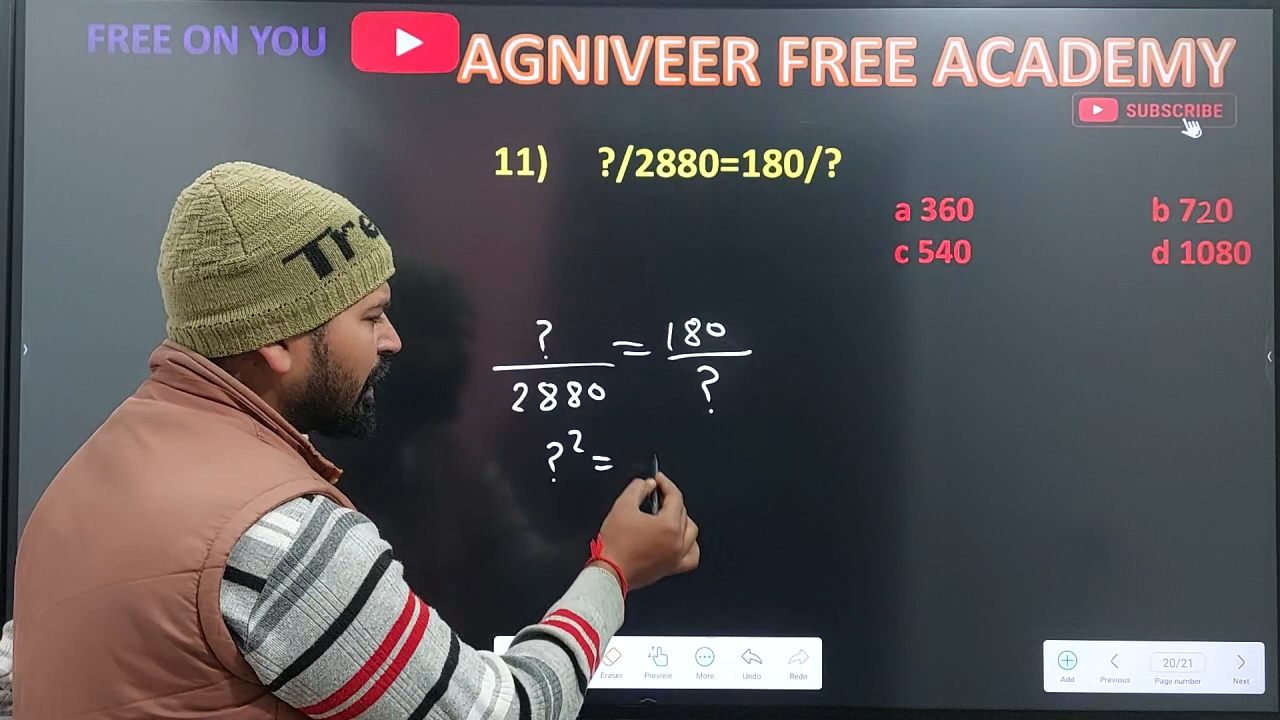 FREE ON YOU
AGNIVEER FREE ACADEMY
SUBSCRIBE
11) ?/2880=180/?
a 360 b 720
c 540 d 1080
?/2880 = 180/?
?² =
Eraser Preview More Undo Redo
Add Previous 20/21 Page number Next